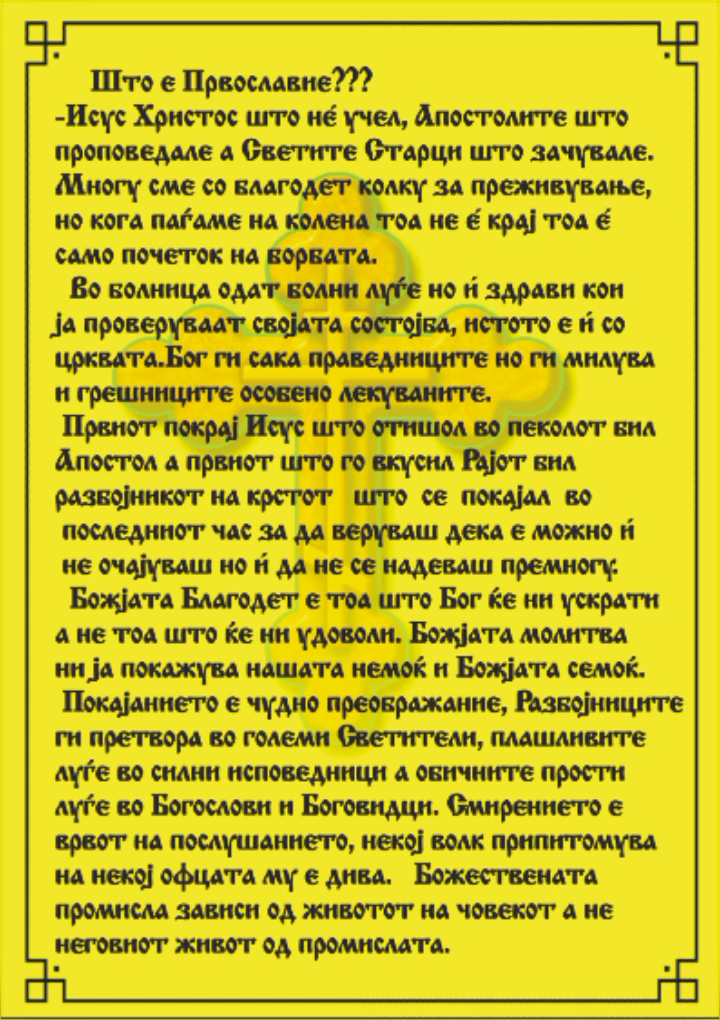 Што е Првославие???
-Исус Христос што нé учел, Апостолите што
проповедале а Светите Старци што зачувале.
Многу сме со благодет колку за преживување,
но кога паѓаме на колена тоа не é крај тоа é
само почеток на борбата.
Во болница одат болни луѓе но ѝ здрави кои
ја проверуваат својата состојба, истото е ѝ со
црквата.Бог ги сака праведниците но ги милува
и грешниците особено лекуваните.
Првиот покрај Исус што отишол во пеколот бил
Апостол а првиот што го вкусил Рајот бил
разбојникот на крстот што се покајал во
последниот час за да веруваш дека е можно ѝ
не очајуваш но ѝ да не се надеваш премногу.
Божјата Благодет е тоа што Бог ќе ни ускрати
а не тоа што ќе ни удоволи. Божјата молитва
ни ја покажува нашата немоќ и Божјата семоќ.
Покајанието е чудно преображание, Разбојниците
ги претвора во големи Светители, плашливите
луѓе во силни исповедници а обичните прости
луѓе во Богослови и Боговидци. Смирението е
врвот на послушанието, некој волк припитомува
на некој офцата му е дива. Божествената
промисла зависи од животот на човекот а не
неговиот живот од промислата.